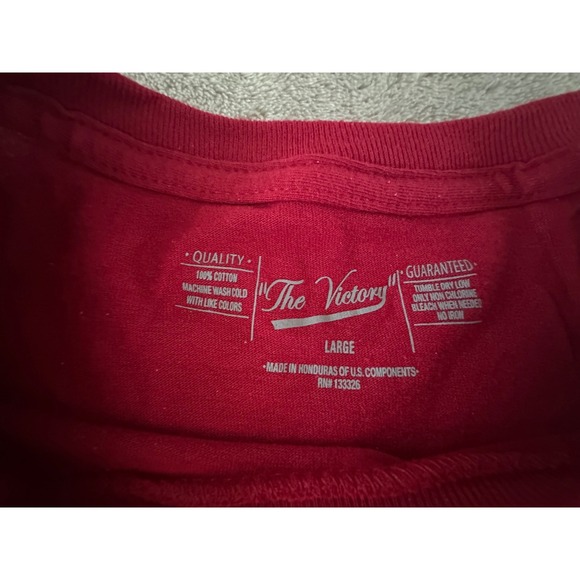 · QUALITY ·
100% COTTON
MACHINE WASH COLD
WITH LIKE COLORS
"The Victory"
LARGE
·MADE IN HONDURAS OF U.S. COMPONENTS·
RN# 133326
· GUARANTEED ·
TUMBLE DRY LOW
ONLY NON CHLORINE
BLEACH WHEN NEEDED
NO IRON